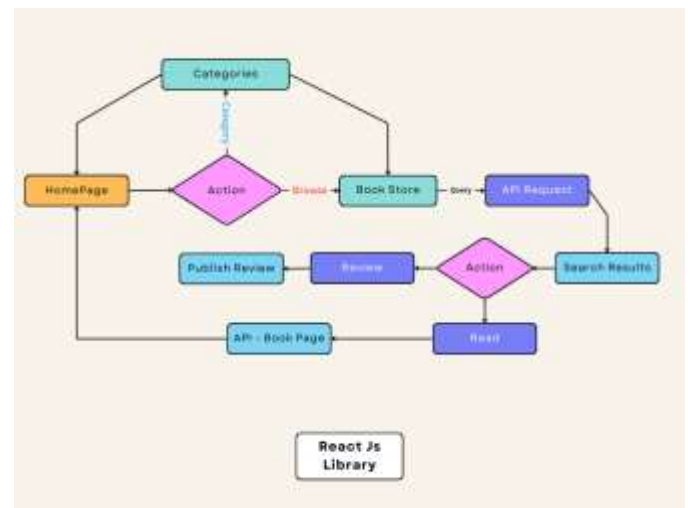 Categories
Category
HomePage
Action
Browse
Book Store
Query
API Request
Publish Review
Review
Action
Search Results
API - Book Page
Read
React Js
Library